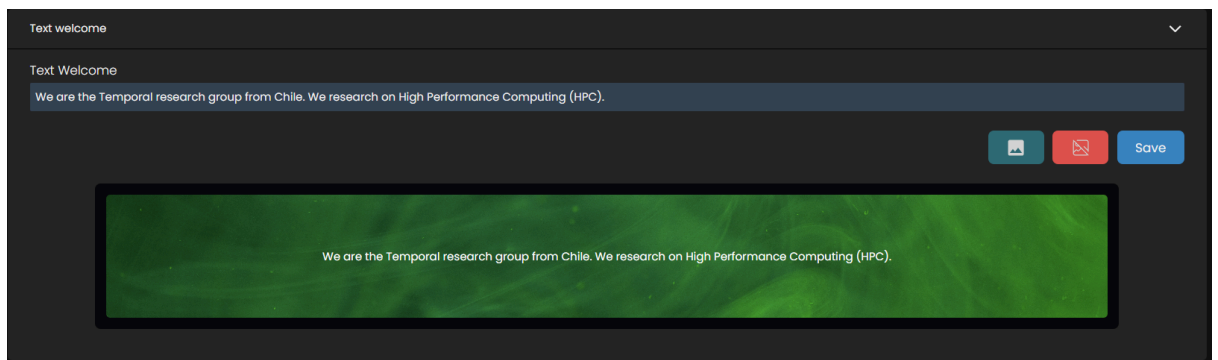 Text welcome
Text Welcome
We are the Temporal research group from Chile. We research on High Performance Computing (HPC).
Save
We are the Temporal research group from Chile. We research on High Performance Computing (HPC).